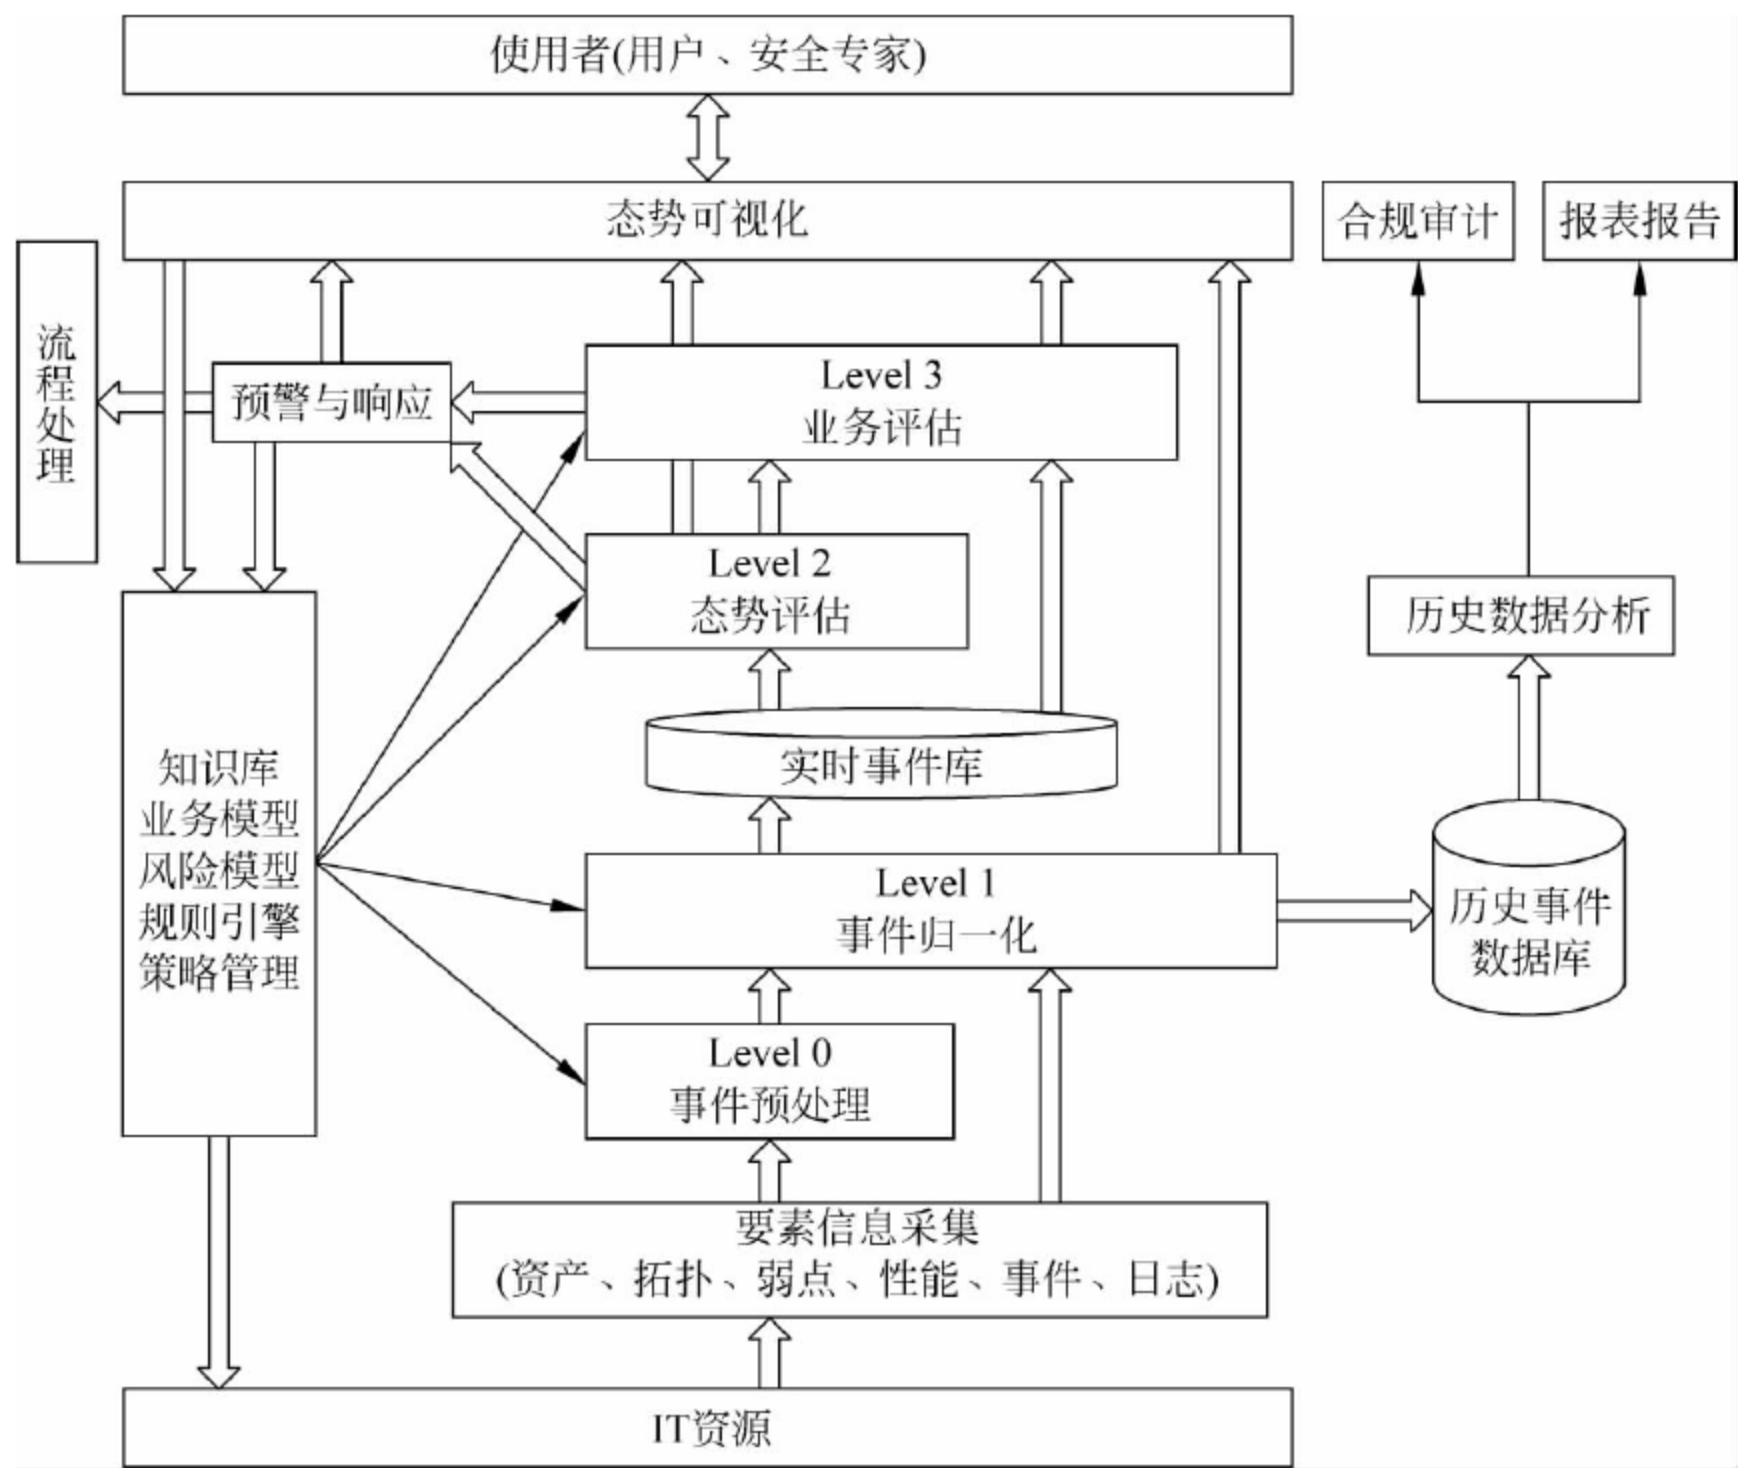 使用者(用户、安全专家)
态势可视化
合规审计
报表报告
流
程
处
理
预警与响应
Level 3
业务评估
Level 2
态势评估
历史数据分析
实时事件库
知识库
业务模型
风险模型
规则引擎
策略管理
Level 1
事件归一化
历史事件
数据库
Level 0
事件预处理
要素信息采集
(资产、拓扑、弱点、性能、事件、日志)
IT资源